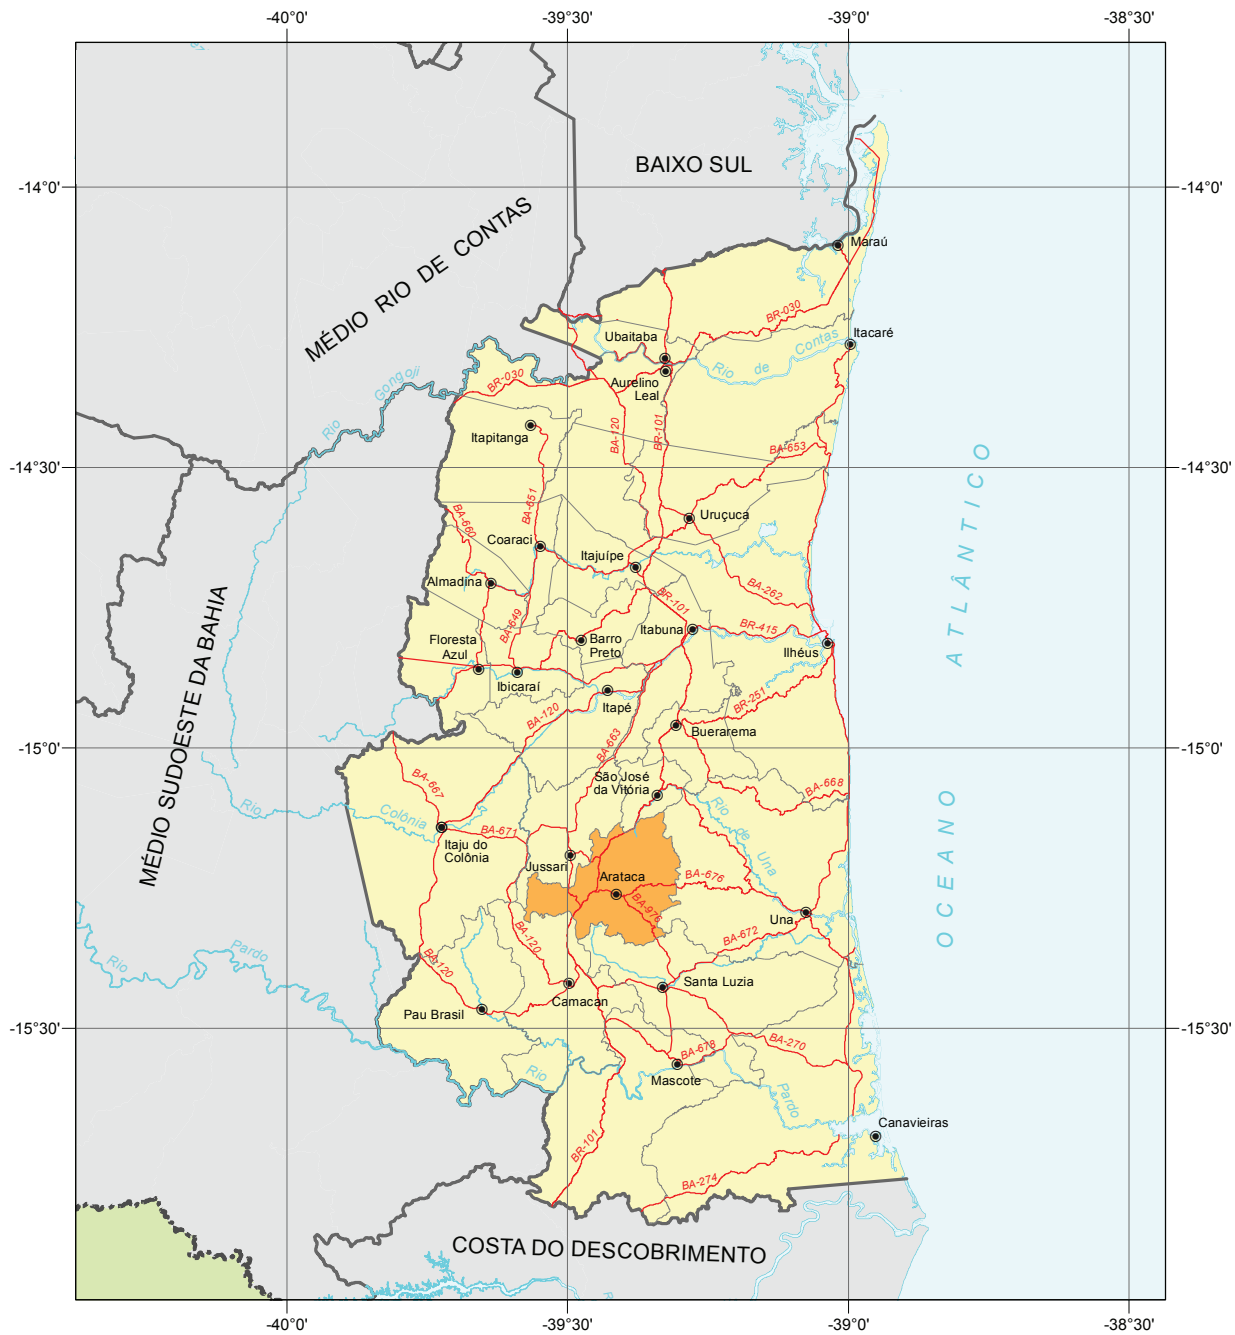 -40°0'
-39°30'
-39°0'
-38°30'
BAIXO SUL
-14°0'
-14°0'
MÉDIO RIO DE CONTAS
Maraú
BR-030
Itacaré
Ubaitaba
Rio de Contas
Aurelino
Leal
Rio Gongoji
BR-030
BA-120
BR-101
Itapitanga
BA-653
-14°30'
-14°30'
BA-651
BA-660
Uruçuca
Coaraci
Itajuípe
Almadina
BA-262
BR-101
BA-649
Itabuna
BR-415
Floresta
Azul
Barro
Preto
Ilhéus
Ibicaraí
Itapé
BR-251
BA-120
Buerarema
BA-663
-15°0'
-15°0'
MÉDIO SUDOESTE DA BAHIA
OCEANO ATLÂNTICO
São José
da Vitória
BA-667
BA-668
Rio Colônia
Rio de Una
BA-671
Itaju do
Colônia
Jussari
Arataca
BA-676
BA-976
Una
BA-120
BA-672
Rio Pardo
BA-120
Santa Luzia
Camacan
Pau Brasil
-15°30'
-15°30'
BA-270
BA-678
Rio
Mascote
Pardo
Canavieiras
BR-101
BA-274
COSTA DO DESCOBRIMENTO
-40°0'
-39°30'
-39°0'
-38°30'